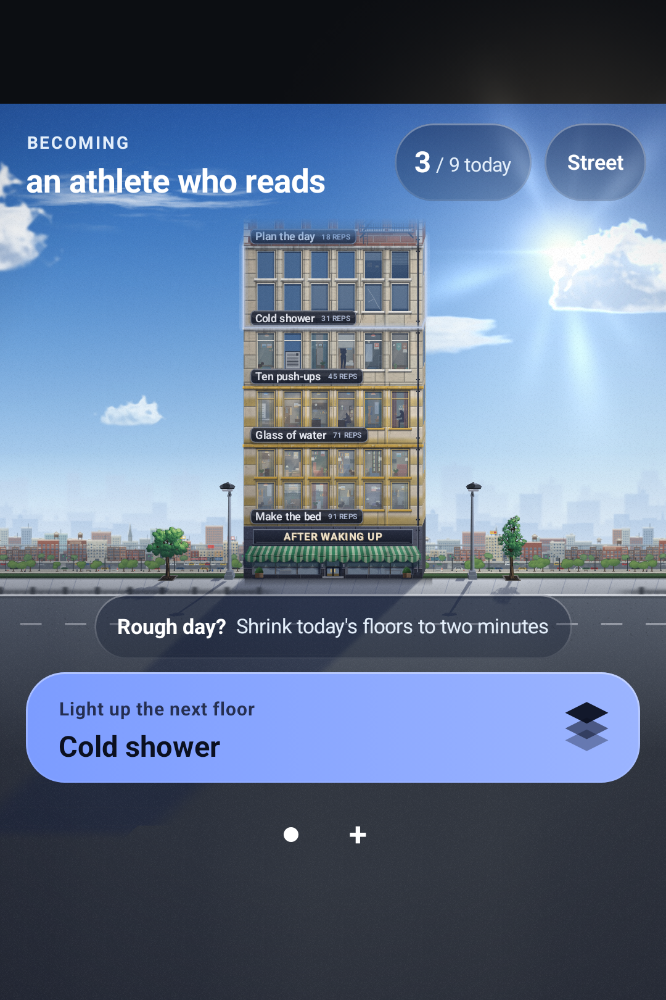 BECOMING
an athlete who reads
3 / 9 today
Street
Plan the day 18 REPS
Cold shower 31 REPS
Ten push-ups 45 REPS
Glass of water 71 REPS
Make the bed 91 REPS
AFTER WAKING UP
Rough day? Shrink today's floors to two minutes
Light up the next floor
Cold shower